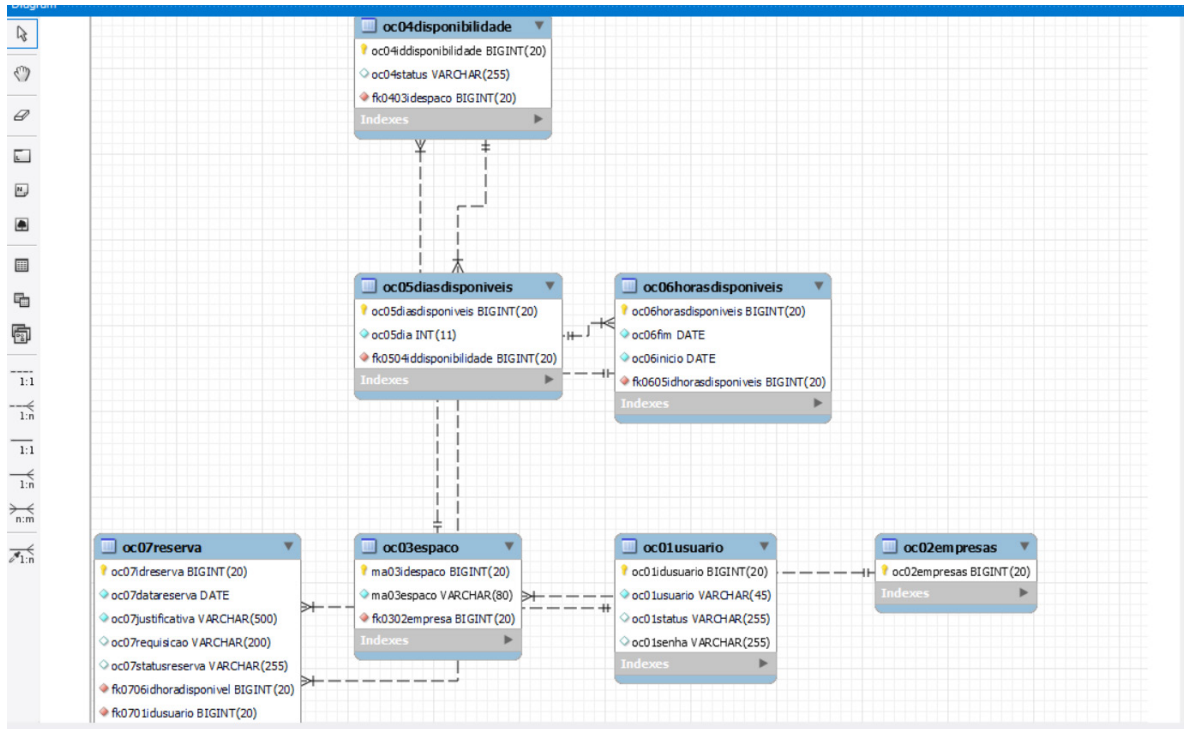 Diagram
oc04disponibilidade
oc04iddisponibilidade BIGINT(20)
oc04status VARCHAR(255)
fk0403idespaco BIGINT(20)
Indexes
oc05diasdisponiveis
oc05diasdisponiveis BIGINT(20)
oc05dia INT(11)
fk0504iddisponibilidade BIGINT(20)
Indexes
oc06horasdisponiveis
oc06horasdisponiveis BIGINT(20)
oc06fim DATE
oc06inicio DATE
fk0605idhorasdisponiveis BIGINT(20)
Indexes
1:1
1:n
1:1
1:n
n:m
1:n
oc07reserva
oc07idreserva BIGINT(20)
oc07datareserva DATE
oc07justificativa VARCHAR(500)
oc07requisicao VARCHAR(200)
oc07statusreserva VARCHAR(255)
fk0706idhoradisponivel BIGINT(20)
fk0701idusuario BIGINT(20)
oc03espaco
ma03idespaco BIGINT(20)
ma03espaco VARCHAR(80)
fk0302empresa BIGINT(20)
Indexes
oc01usuario
oc01idusuario BIGINT(20)
oc01usuario VARCHAR(45)
oc01status VARCHAR(255)
oc01senha VARCHAR(255)
Indexes
oc02empresas
oc02empresas BIGINT(20)
Indexes